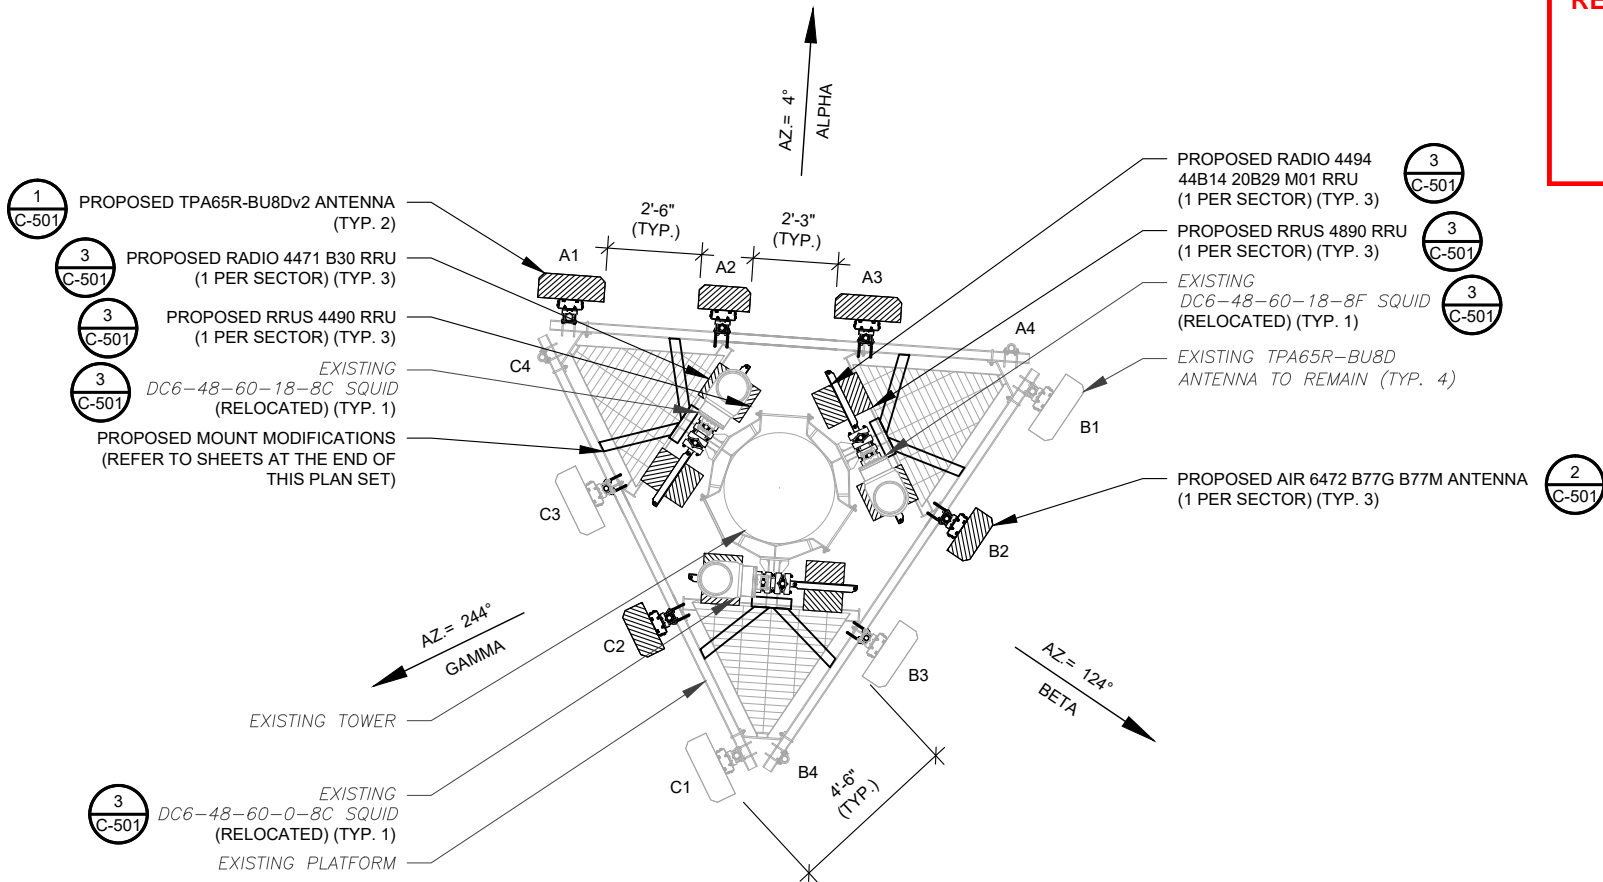 AZ.= 4°
ALPHA
1
C-501
PROPOSED TPA65R-BU8Dv2 ANTENNA
(TYP. 2)
3
C-501
PROPOSED RADIO 4471 B30 RRU
(1 PER SECTOR) (TYP. 3)
3
C-501
PROPOSED RRUS 4490 RRU
(1 PER SECTOR) (TYP. 3)
3
C-501
EXISTING
DC6-48-60-18-8C SQUID
(RELOCATED) (TYP. 1)
PROPOSED MOUNT MODIFICATIONS
(REFER TO SHEETS AT THE END OF
THIS PLAN SET)
2'-6"
(TYP.)
2'-3"
(TYP.)
A1
A2
A3
A4
PROPOSED RADIO 4494
44B14 20B29 M01 RRU
(1 PER SECTOR) (TYP. 3)
3
C-501
PROPOSED RRUS 4890 RRU
(1 PER SECTOR) (TYP. 3)
3
C-501
EXISTING
DC6-48-60-18-8F SQUID
(RELOCATED) (TYP. 1)
3
C-501
EXISTING TPA65R-BU8D
ANTENNA TO REMAIN (TYP. 4)
B1
PROPOSED AIR 6472 B77G B77M ANTENNA
(1 PER SECTOR) (TYP. 3)
2
C-501
B2
B3
B4
C4
C3
C2
C1
AZ.= 244°
GAMMA
AZ.= 124°
BETA
4'-6"
(TYP.)
EXISTING TOWER
3
C-501
EXISTING
DC6-48-60-0-8C SQUID
(RELOCATED) (TYP. 1)
EXISTING PLATFORM